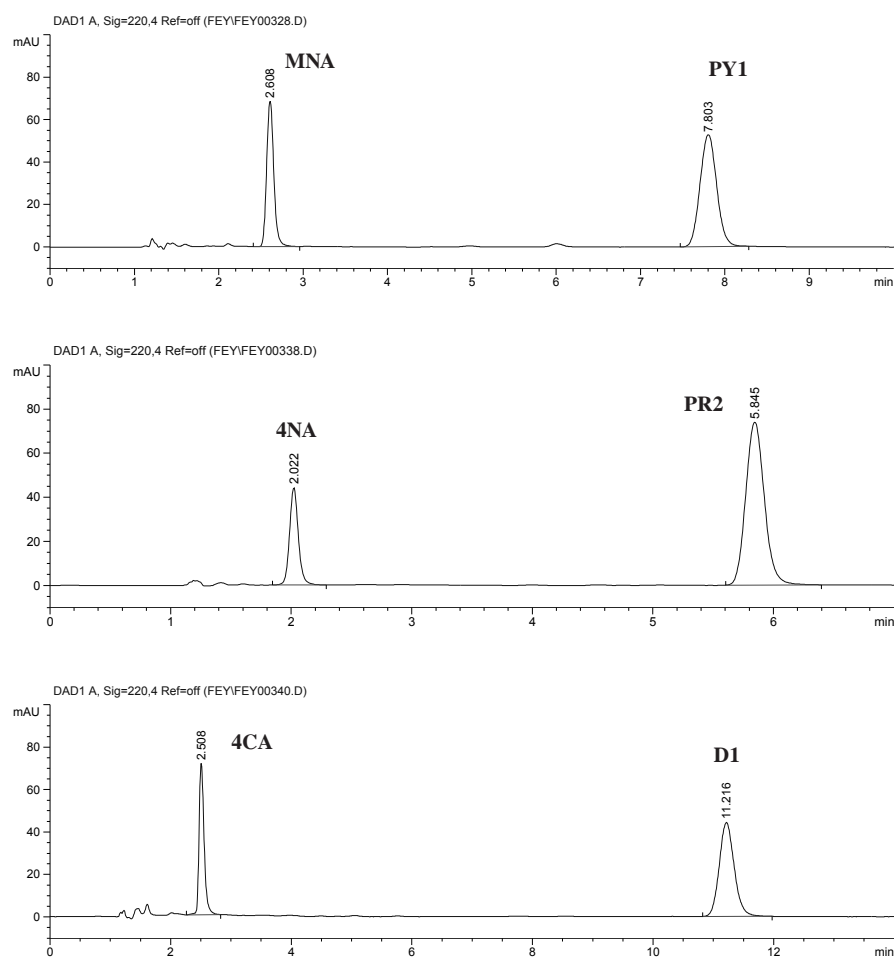 DAD1 A, Sig=220,4 Ref=off (FEY\FEY00328.D)
mAU
MNA
PY1
2.608
7.803
80
60
40
20
0
0 1 2 3 4 5 6 7 8 9 min
DAD1 A, Sig=220,4 Ref=off (FEY\FEY00338.D)
mAU
PR2
5.845
4NA
2.022
80
60
40
20
0
0 1 2 3 4 5 6 min
DAD1 A, Sig=220,4 Ref=off (FEY\FEY00340.D)
mAU
2.508
4CA
D1
11.216
80
60
40
20
0
0 2 4 6 8 10 12 min